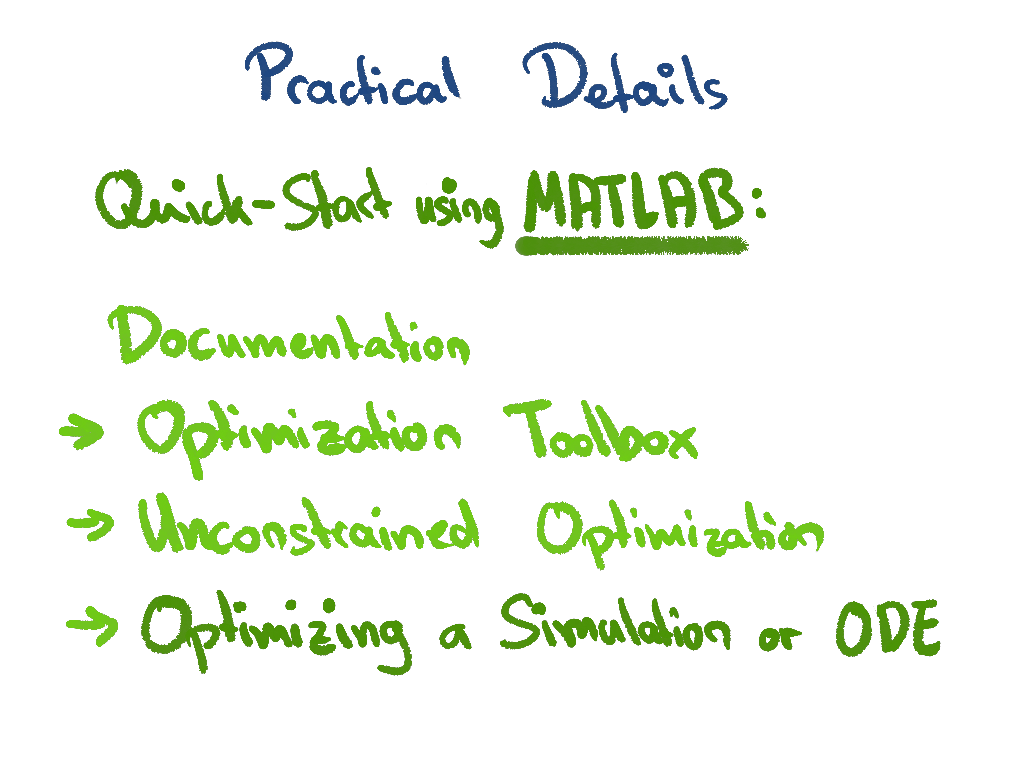 Practical Details
Quick-Start using MATLAB:
Documentation
→ Optimization Toolbox
→ Unconstrained Optimization
→ Optimizing a Simulation or ODE